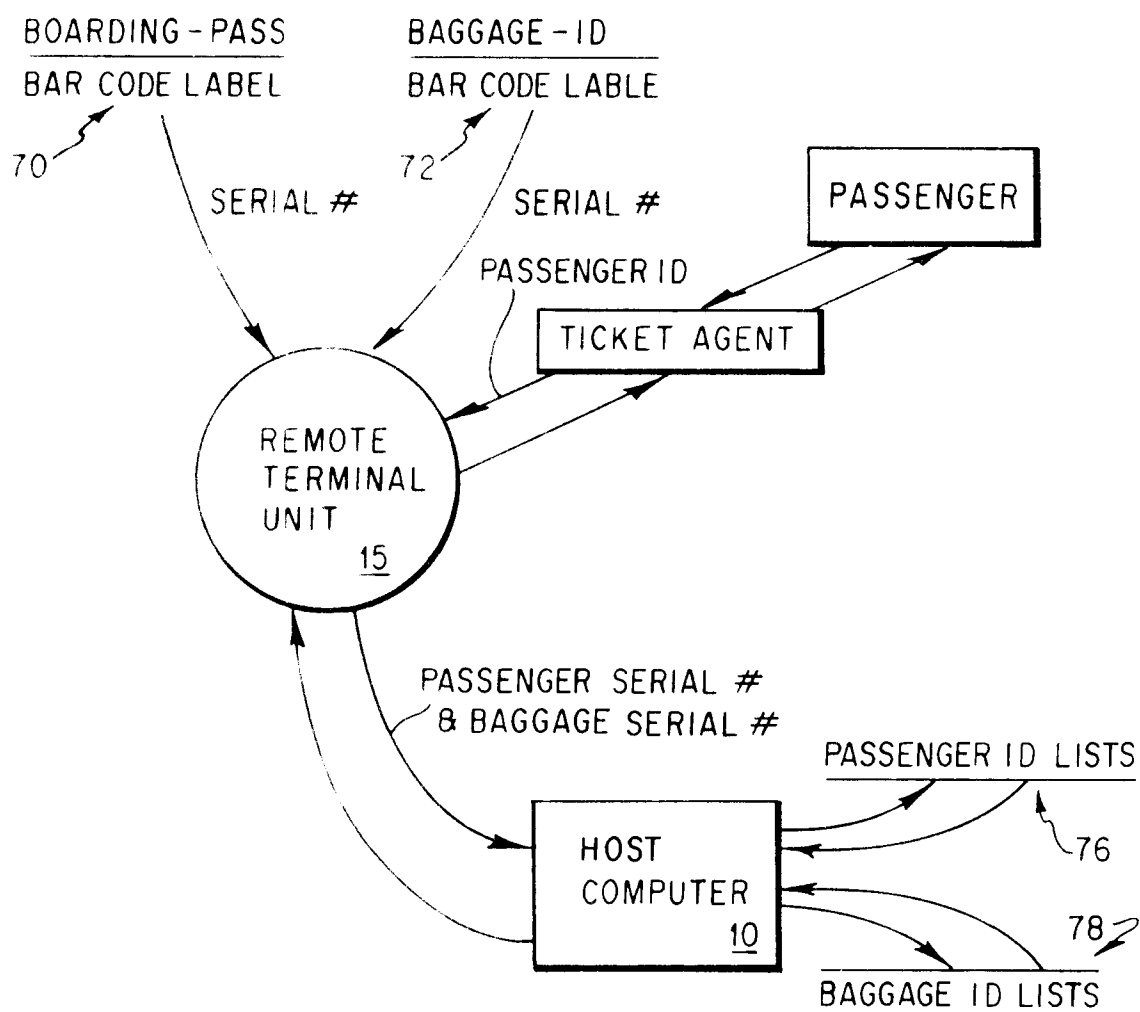 BOARDING-PASS
BAR CODE LABEL
70
BAGGAGE-ID
BAR CODE LABLE
72
SERIAL #
SERIAL #
PASSENGER
PASSENGER ID
TICKET AGENT
REMOTE
TERMINAL
UNIT
15
PASSENGER SERIAL #
& BAGGAGE SERIAL #
PASSENGER ID LISTS
76
HOST
COMPUTER
10
78
BAGGAGE ID LISTS